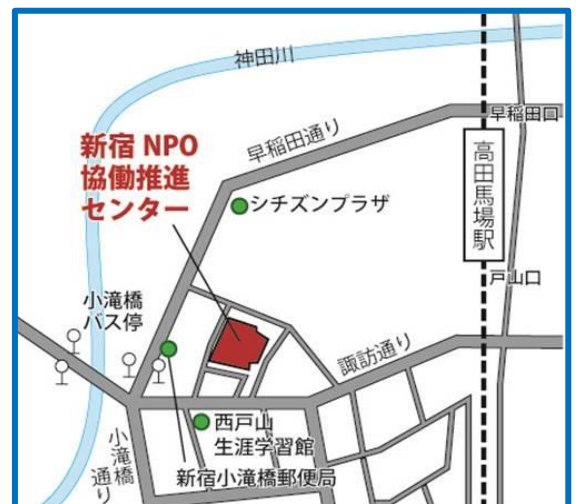 神田川
早稲田口
早稲田通り
新宿 NPO
協働推進
センター
高田馬場駅
シチズンプラザ
戸山口
小滝橋
バス停
諏訪通り
西戸山
生涯学習館
小滝橋
通り
新宿小滝橋郵便局